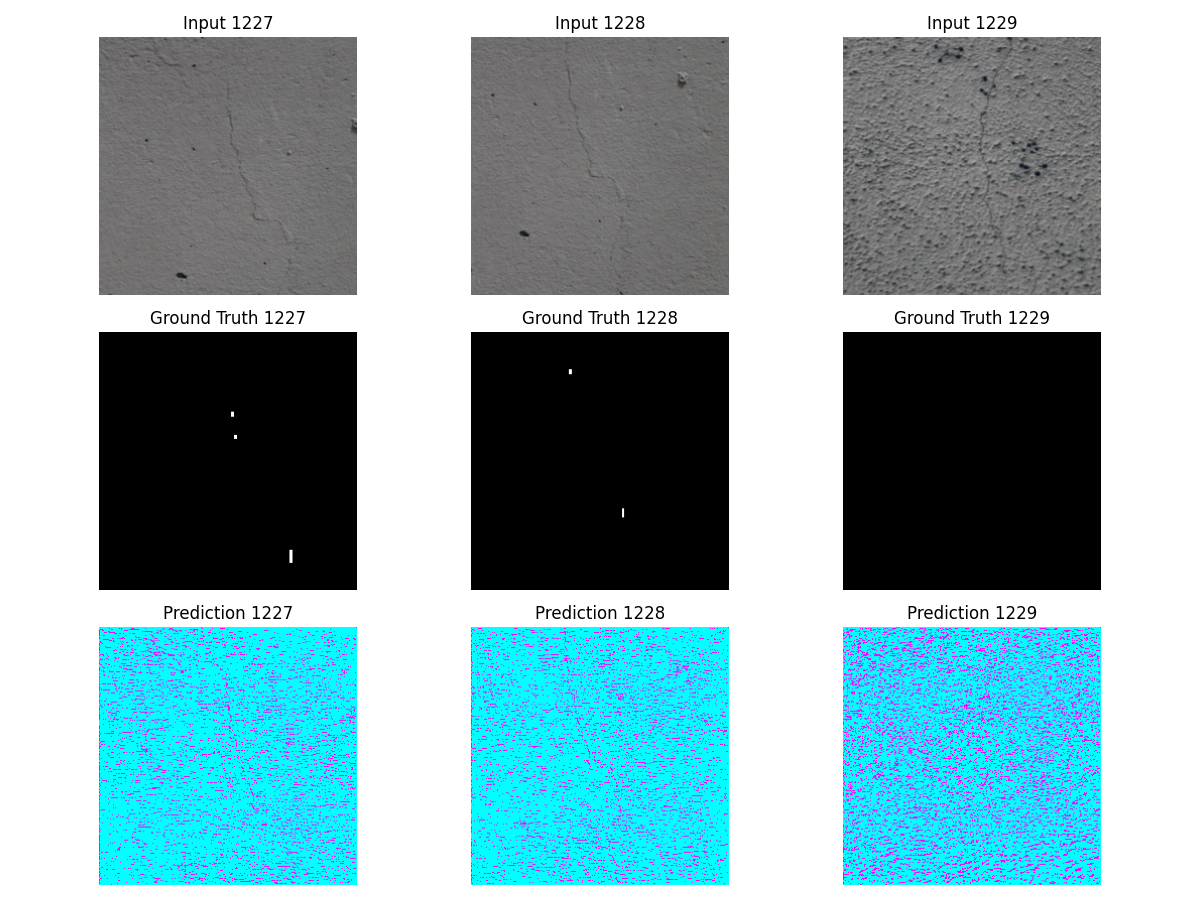 Input 1227
Input 1228
Input 1229
Ground Truth 1227
Ground Truth 1228
Ground Truth 1229
Prediction 1227
Prediction 1228
Prediction 1229